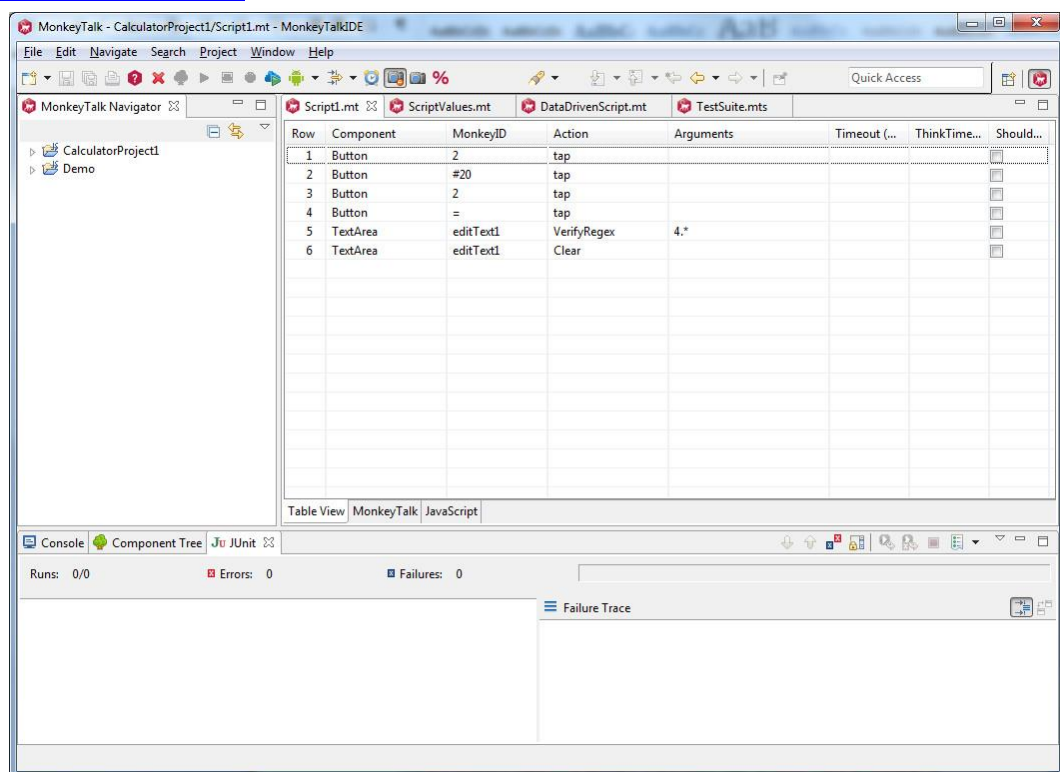 MonkeyTalk - CalculatorProject1/Script1.mt - MonkeyTalkIDE
File Edit Navigate Search Project Window Help
Quick Access
MonkeyTalk Navigator
Script1.mt ScriptValues.mt DataDrivenScript.mt TestSuite.mts
CalculatorProject1
Demo
Row Component MonkeyID Action Arguments Timeout (... ThinkTime... Should...
1 Button 2 tap
2 Button #20 tap
3 Button 2 tap
4 Button = tap
5 TextArea editText1 VerifyRegex 4.*
6 TextArea editText1 Clear
Table View MonkeyTalk JavaScript
Console Component Tree Ju JUnit
Runs: 0/0 Errors: 0 Failures: 0
Failure Trace